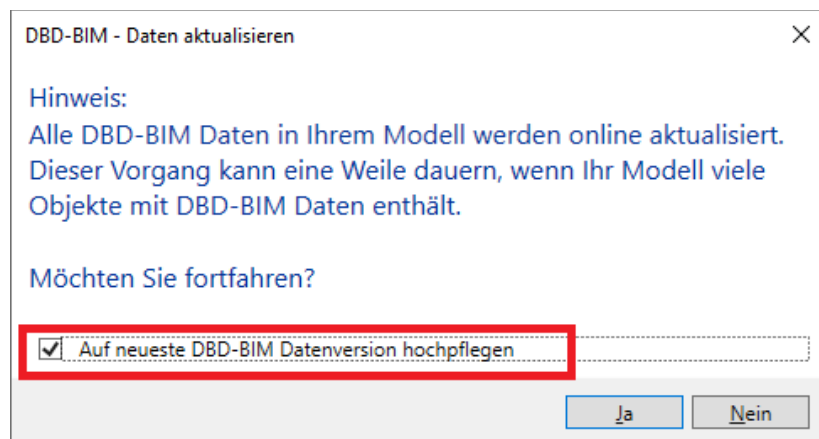 DBD-BIM - Daten aktualisieren
Hinweis:
Alle DBD-BIM Daten in Ihrem Modell werden online aktualisiert.
Dieser Vorgang kann eine Weile dauern, wenn Ihr Modell viele
Objekte mit DBD-BIM Daten enthält.
Möchten Sie fortfahren?
Auf neueste DBD-BIM Datenversion hochpflegen
Ja
Nein